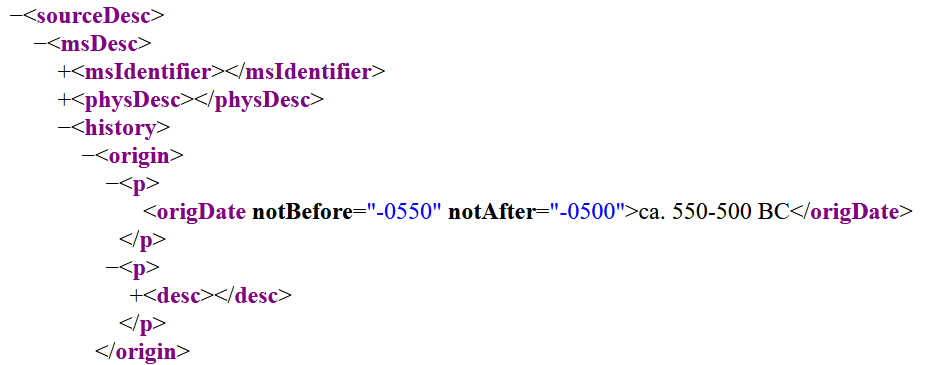 –<sourceDesc>
–<msDesc>
+<msIdentifier></msIdentifier>
+<physDesc></physDesc>
–<history>
–<origin>
–<p>
<origDate notBefore="-0550" notAfter="-0500">ca. 550-500 BC</origDate>
</p>
–<p>
+<desc></desc>
</p>
</origin>